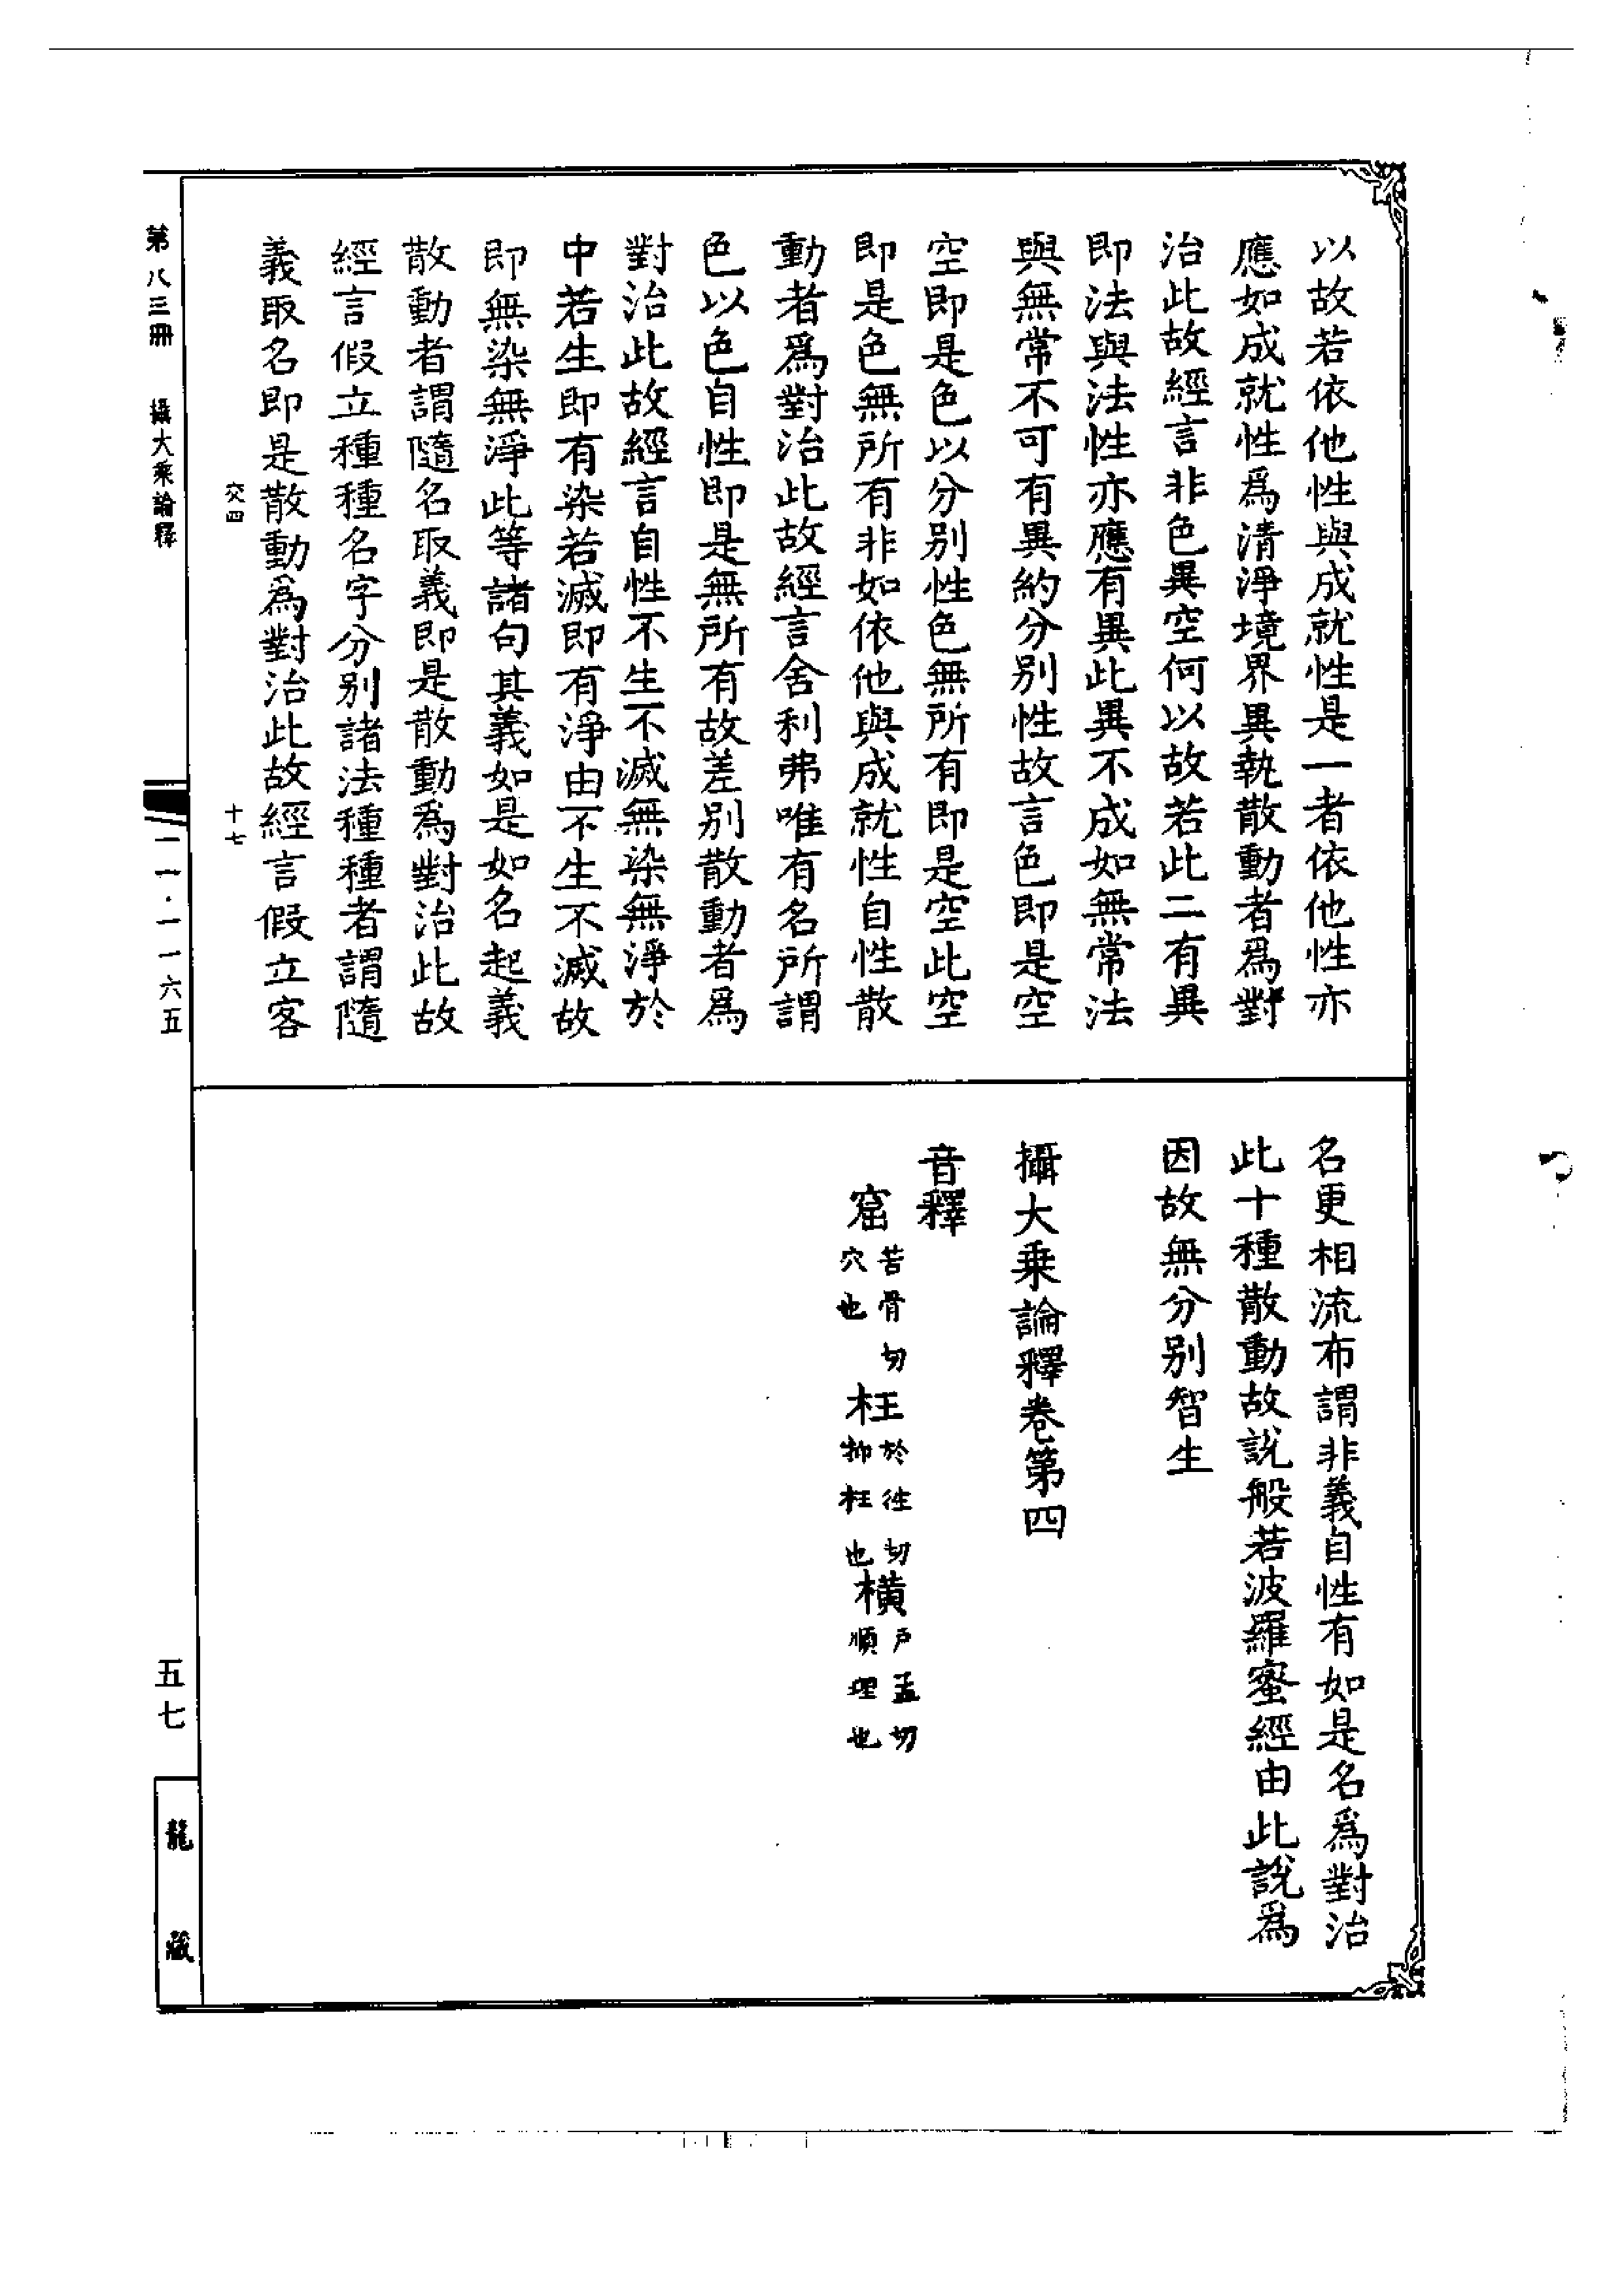 以故若依他性與成就性是一者依他性亦
應如成就性為清淨境界異執散動者為對
治此故經言非色異空何以故若此二有異
即法與法性亦應有異此異不成如無常法
與無常不可有異約分別性故言色即是空
空即是色以分別性色無所有即是空此空
即是色無所有非如依他與成就性自性散
動者為對治此故經言舍利弗唯有名所謂
色以色自性即是無所有故差別散動者為
對治此故經言自性不生不滅無染無淨於
中若生即有染若滅即有淨由不生不滅故
即無染無淨此等諸句其義如是如名起義
散動者謂隨名取義即是散動為對治此故
經言假立種種名字分別諸法種種者謂隨
義取名即是散動為對治此故經言假立客
交四 十七
名更相流布謂非義自性有如是名為對治
此十種散動故說般若波羅蜜經由此說為
因故無分別智生
攝大乗論釋卷第四
音釋
窟 苦骨切 穴也 枉 於往切 抑枉也 橫 戶孟切 順理也
第八三冊 攝大乘論釋 一一·一一六五 五七 龍藏